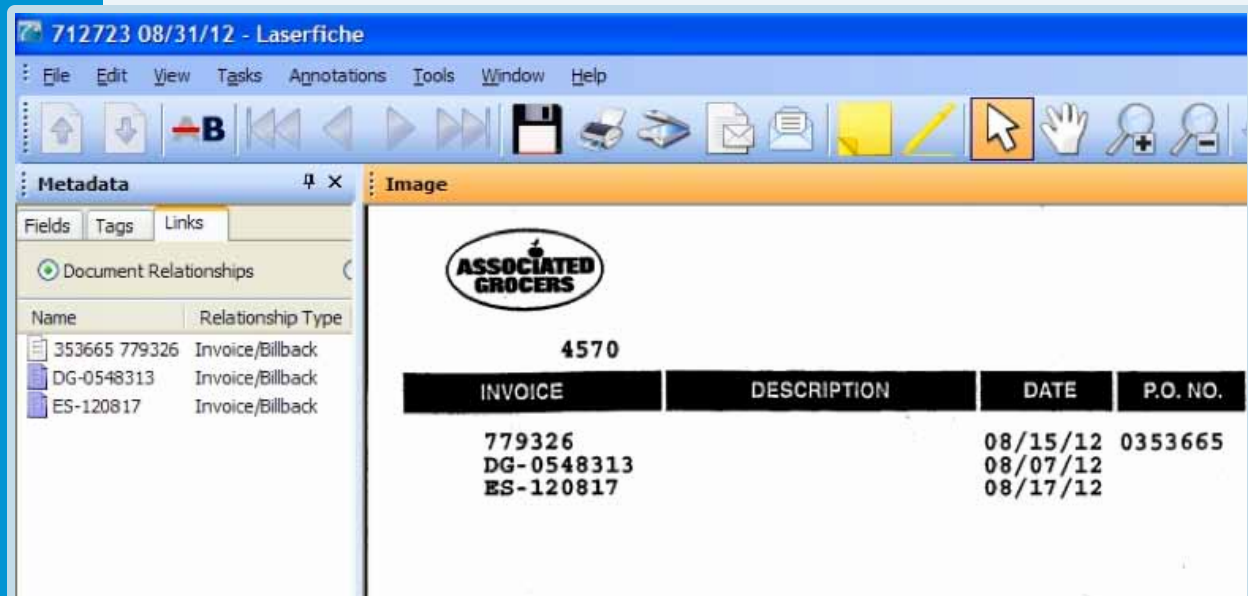 712723 08/31/12 - Laserfiche
File Edit View Tasks Annotations Tools Window Help
B
Metadata
Image
Fields Tags Links
Document Relationships
Name Relationship Type
353665 779326 Invoice/Billback
DG-0548313 Invoice/Billback
ES-120817 Invoice/Billback
ASSOCIATED
GROCERS
4570
INVOICE DESCRIPTION DATE P.O. NO.
779326 08/15/12 0353665
DG-0548313 08/07/12
ES-120817 08/17/12